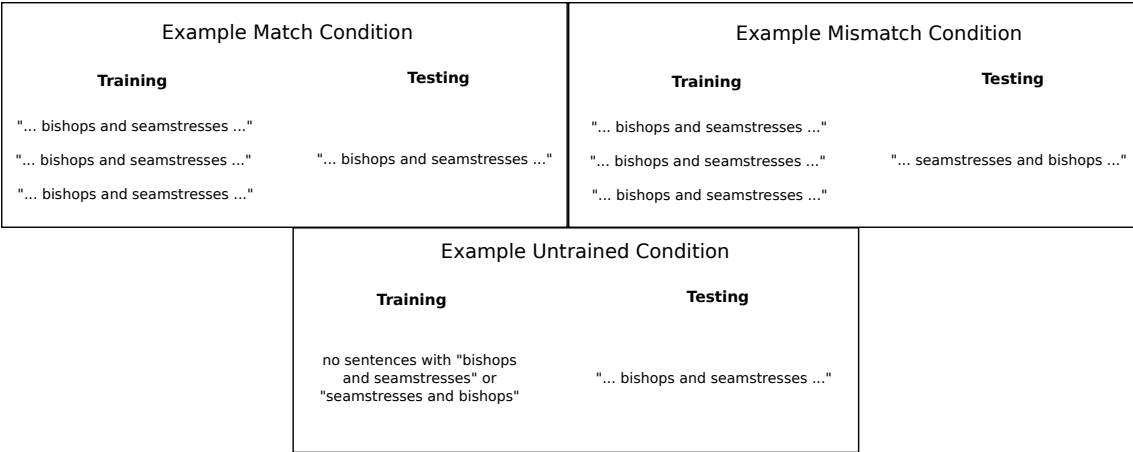 Example Match Condition
Training
Testing
"... bishops and seamstresses ..."
"... bishops and seamstresses ..."
"... bishops and seamstresses ..."
"... bishops and seamstresses ..."
Example Mismatch Condition
Training
Testing
"... bishops and seamstresses ..."
"... bishops and seamstresses ..."
"... seamstresses and bishops ..."
"... bishops and seamstresses ..."
Example Untrained Condition
Training
Testing
no sentences with "bishops
and seamstresses" or
"seamstresses and bishops"
"... bishops and seamstresses ..."